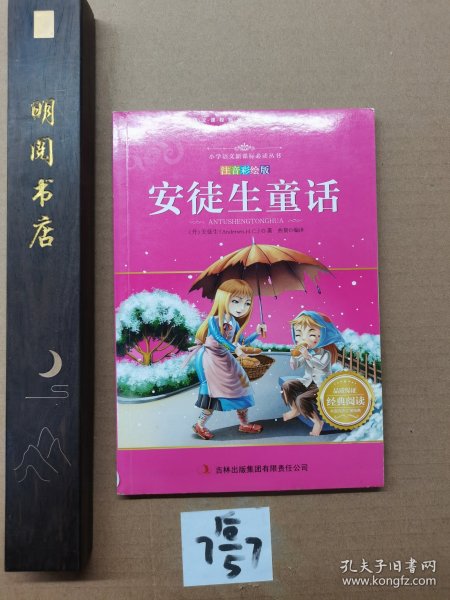 明阅书店
小学语文新课标必读丛书
注音彩绘版
安徒生童话
ANTUSHENGTONGHUA
经典阅读
吉林出版集团有限责任公司
孔夫子旧书网
www.kongfz.com